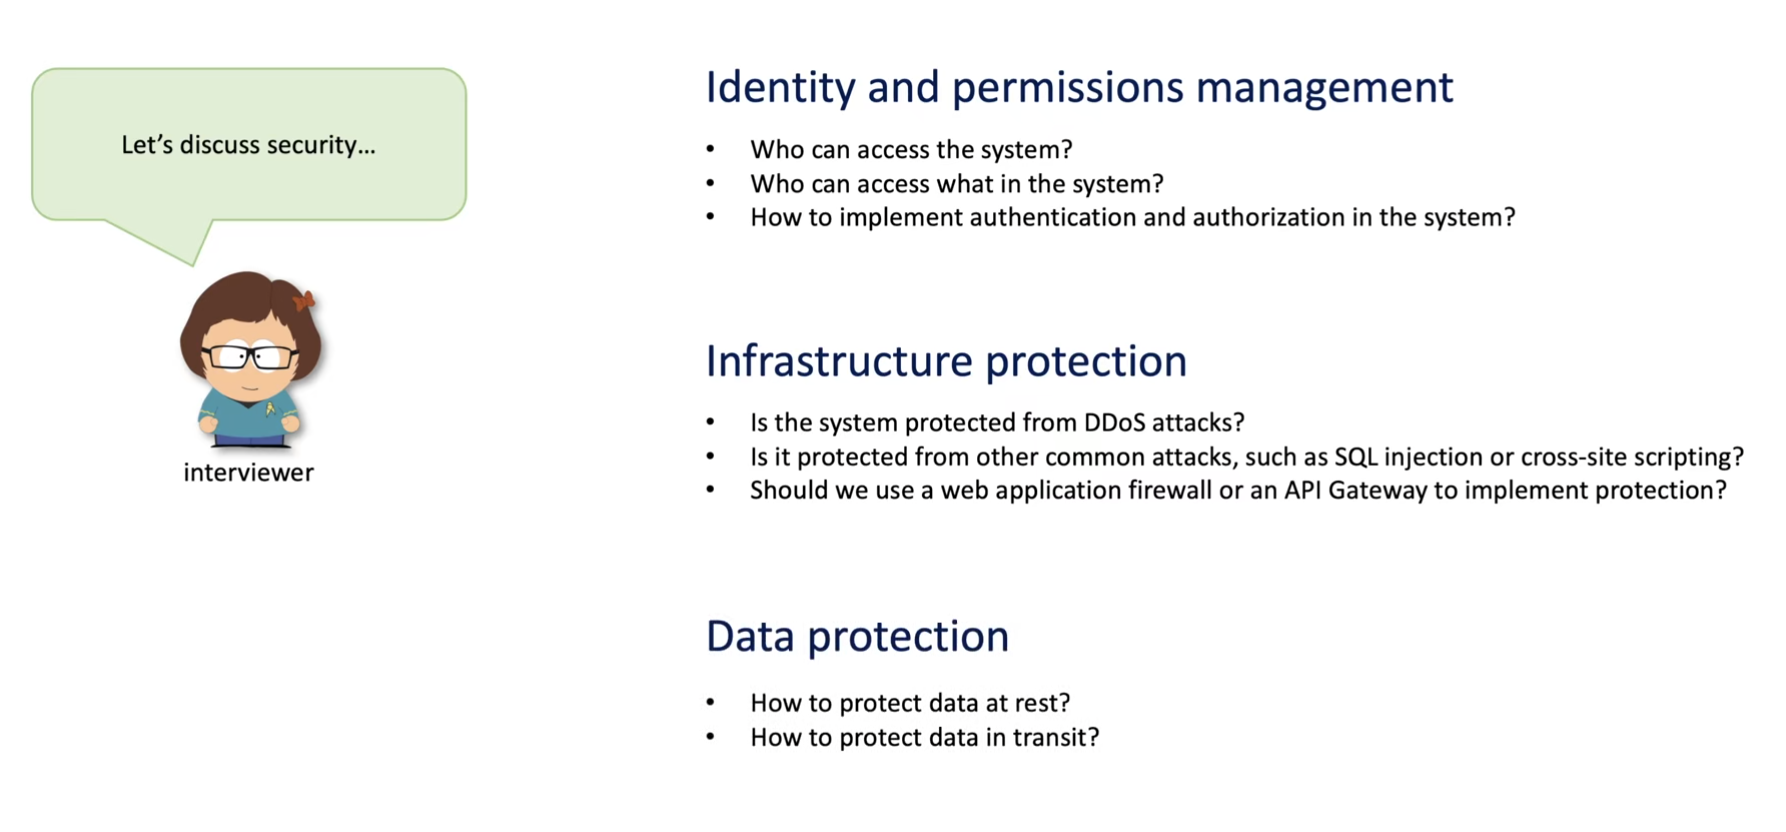 Let's discuss security...
interviewer
Identity and permissions management
• Who can access the system?
• Who can access what in the system?
• How to implement authentication and authorization in the system?
Infrastructure protection
• Is the system protected from DDoS attacks?
• Is it protected from other common attacks, such as SQL injection or cross-site scripting?
• Should we use a web application firewall or an API Gateway to implement protection?
Data protection
• How to protect data at rest?
• How to protect data in transit?